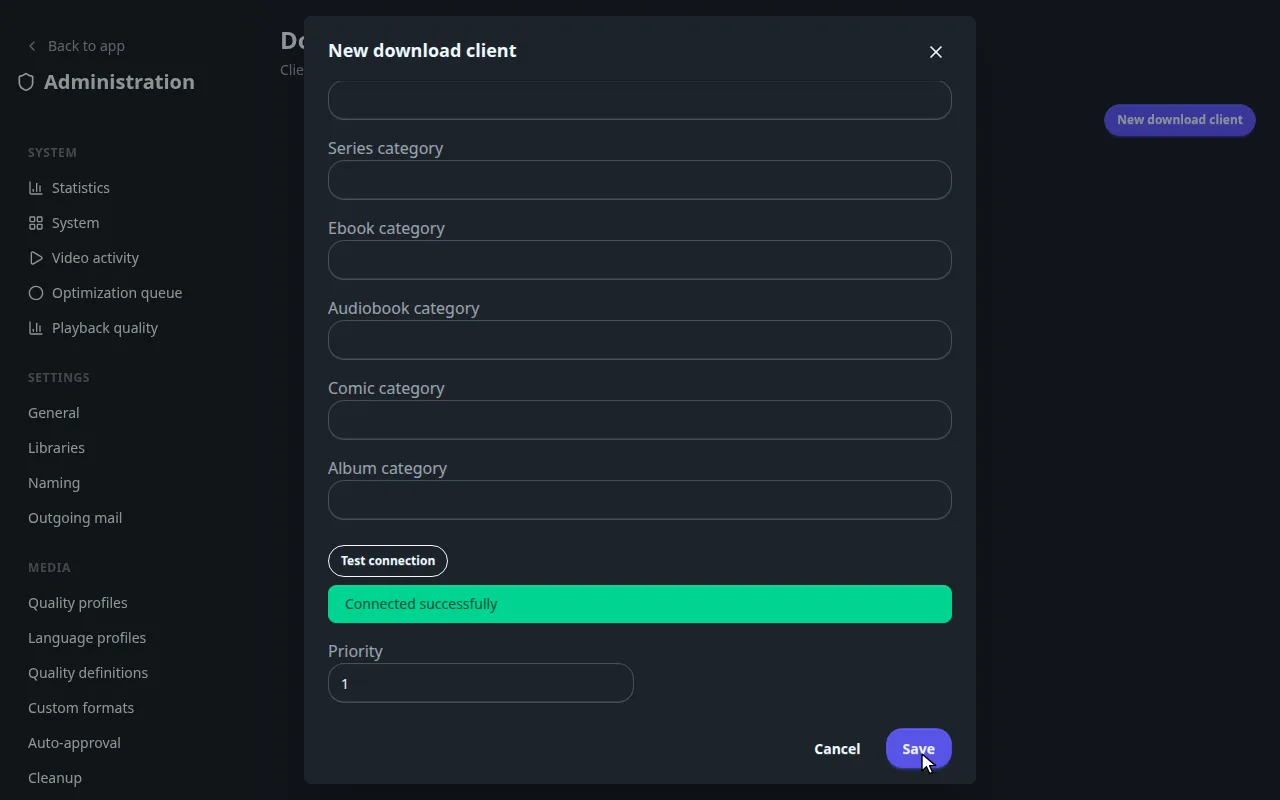 Back to app
Administration
SYSTEM
Statistics
System
Video activity
Optimization queue
Playback quality
SETTINGS
General
Libraries
Naming
Outgoing mail
MEDIA
Quality profiles
Language profiles
Quality definitions
Custom formats
Auto-approval
Cleanup
Do
Clie
New download client
New download client
Series category
Ebook category
Audiobook category
Comic category
Album category
Test connection
Connected successfully
Priority
1
Cancel
Save